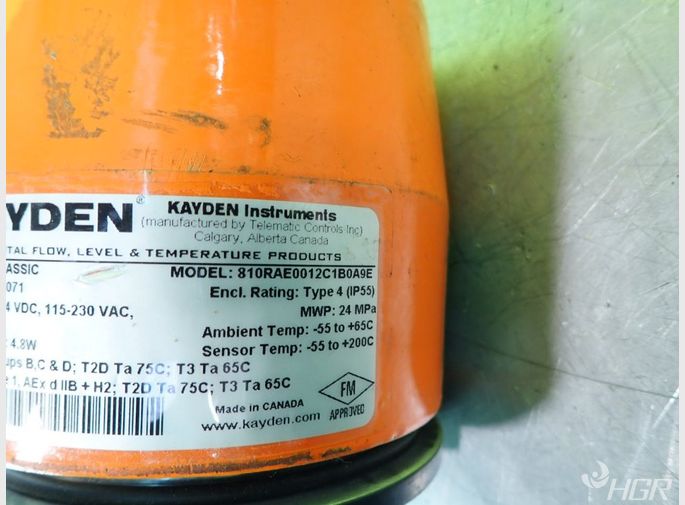 AYDEN®
KAYDEN Instruments
(manufactured by Telematic Controls Inc)
Calgary, Alberta Canada
ITAL FLOW, LEVEL & TEMPERATURE PRODUCTS
ASSIC
MODEL: 810RAE0012C1B0A9E
071
Encl. Rating: Type 4 (IP55)
4 VDC, 115-230 VAC,
MWP: 24 MPa
Ambient Temp: -55 to +65C
: 4.8W
Sensor Temp: -55 to +200C
ups B,C & D; T2D Ta 75C; T3 Ta 65C
e 1, AEx d IIB + H2; T2D Ta 75C; T3 Ta 65C
Made in CANADA
www.kayden.com
FM
APPROVED
HGR